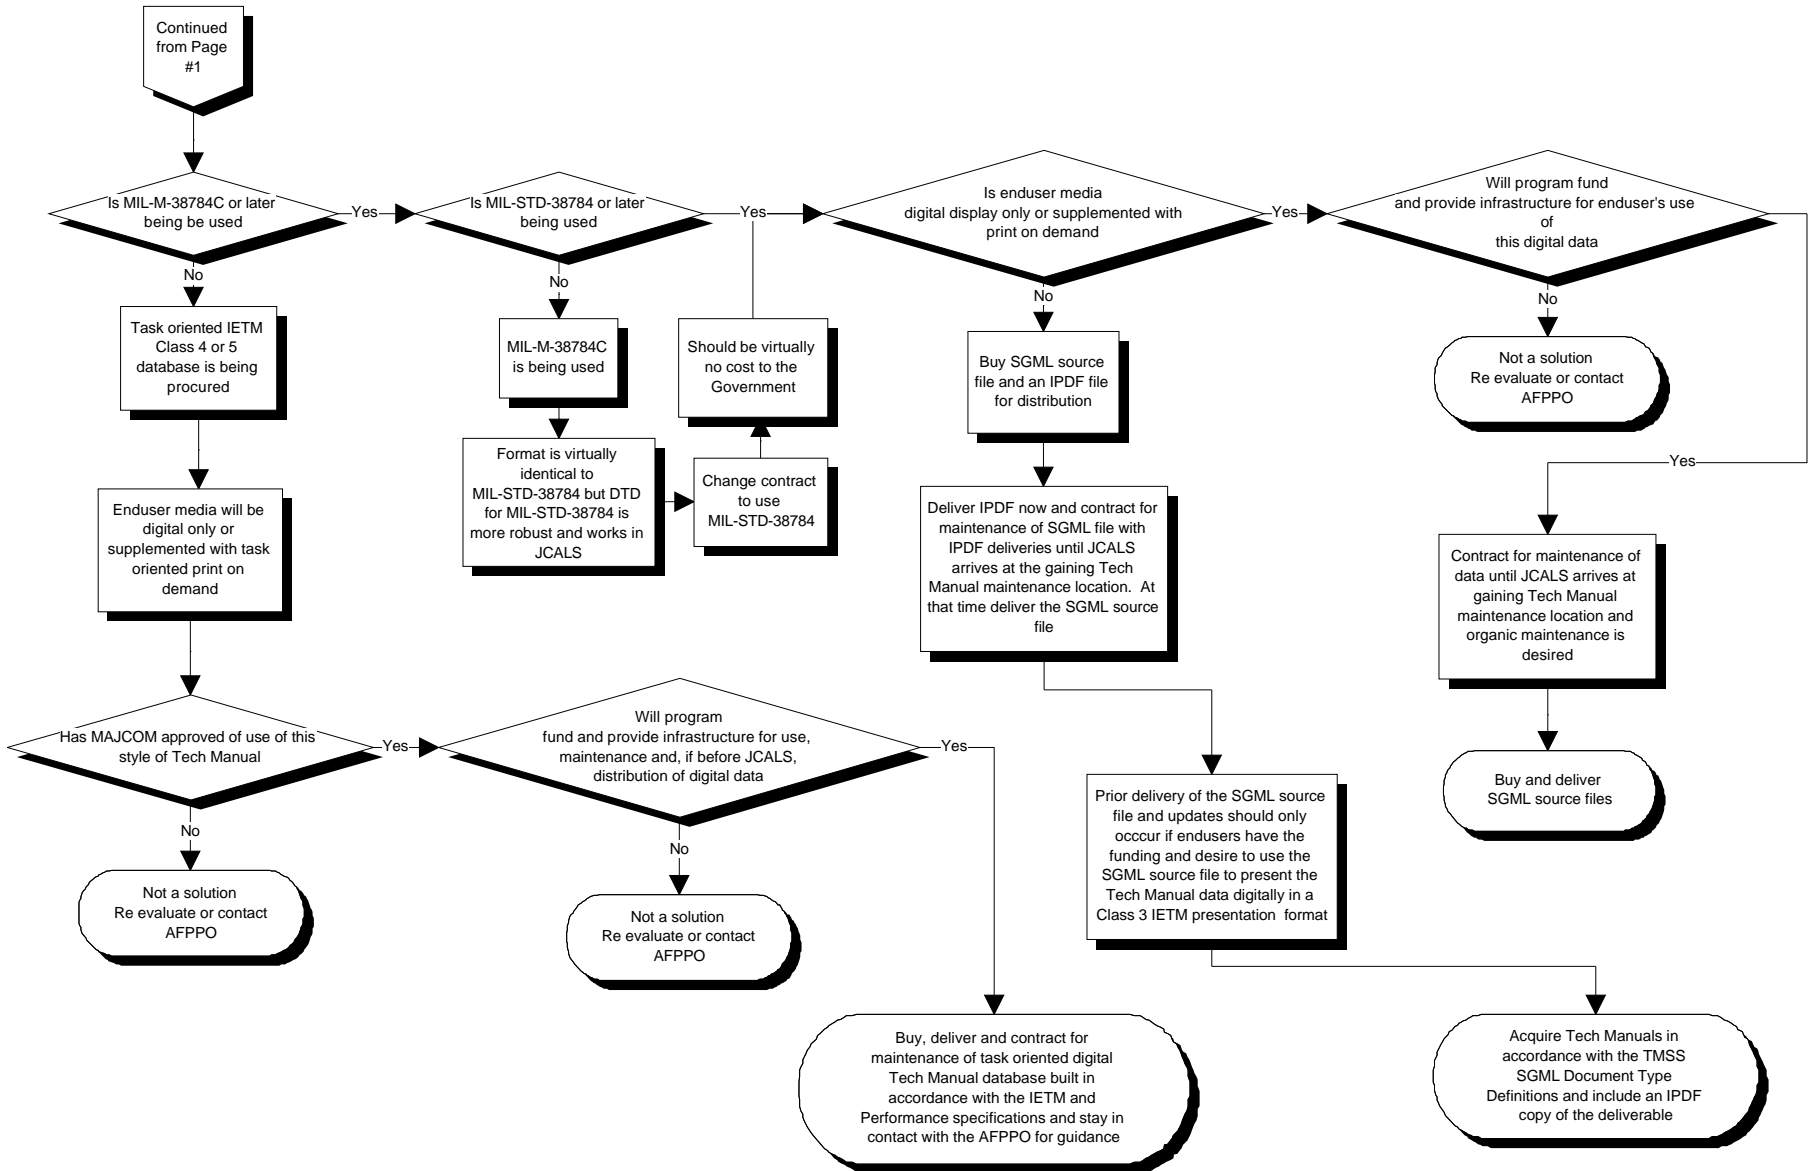 Continued
from Page
#1
Is MIL-M-38784C or later
being be used
Yes
Is MIL-STD-38784 or later
being used
Yes
Is enduser media
digital display only or supplemented with
print on demand
Yes
Will program fund
and provide infrastructure for enduser's use
of
this digital data
No
Task oriented IETM
Class 4 or 5
database is being
procured
No
MIL-M-38784C
is being used
Should be virtually
no cost to the
Government
No
Buy SGML source
file and an IPDF file
for distribution
No
Not a solution
Re evaluate or contact
AFPPO
Yes
Format is virtually
identical to
MIL-STD-38784 but DTD
for MIL-STD-38784 is
more robust and works in
JCALS
Change contract
to use
MIL-STD-38784
Enduser media will be
digital only or
supplemented with task
oriented print on
demand
Deliver IPDF now and contract for
maintenance of SGML file with
IPDF deliveries until JCALS
arrives at the gaining Tech
Manual maintenance location.  At
that time deliver the SGML source
file
Contract for maintenance of
data until JCALS arrives at
gaining Tech Manual
maintenance location and
organic maintenance is
desired
Has MAJCOM approved of use of this
style of Tech Manual
Yes
Will program
fund and provide infrastructure for use,
maintenance and, if before JCALS,
distribution of digital data
Yes
Buy and deliver
SGML source files
Prior delivery of the SGML source
file and updates should only
occcur if endusers have the
funding and desire to use the
SGML source file to present the
Tech Manual data digitally in a
Class 3 IETM presentation  format
No
Not a solution
Re evaluate or contact
AFPPO
No
Not a solution
Re evaluate or contact
AFPPO
Buy, deliver and contract for
maintenance of task oriented digital
Tech Manual database built in
accordance with the IETM and
Performance specifications and stay in
contact with the AFPPO for guidance
Acquire Tech Manuals in
accordance with the TMSS
SGML Document Type
Definitions and include an IPDF
copy of the deliverable